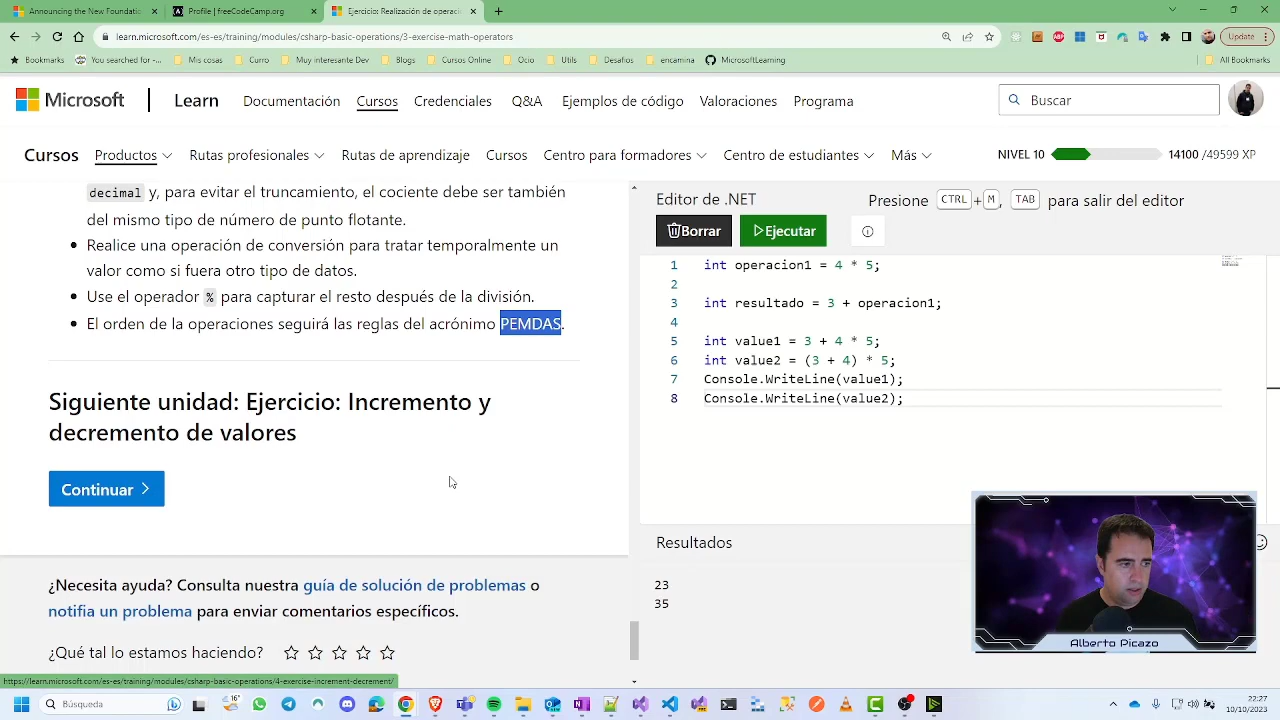 Announcing the New Foundatic
Profile | freeCodeCamp.org
Ejercicio: Realización de operacio
learn.microsoft.com/es-es/training/modules/csharp-basic-operations/3-exercise-math-operators
Update
Bookmarks
You searched for -...
Mis cosas
Curro
Muy interesante Dev
Blogs
Cursos Online
Ocio
Utils
Desafios
encamina
MicrosoftLearning
All Bookmarks
Microsoft
Learn
Documentación
Cursos
Credenciales
Q&A
Ejemplos de código
Valoraciones
Programa
Buscar
Cursos
Productos
Rutas profesionales
Rutas de aprendizaje
Cursos
Centro para formadores
Centro de estudiantes
Más
NIVEL 10
14100 /49599 XP
decimal y, para evitar el truncamiento, el cociente debe ser también
del mismo tipo de número de punto flotante.
Realice una operación de conversión para tratar temporalmente un
valor como si fuera otro tipo de datos.
Use el operador % para capturar el resto después de la división.
El orden de la operaciones seguirá las reglas del acrónimo PEMDAS.
Siguiente unidad: Ejercicio: Incremento y
decremento de valores
Continuar
¿Necesita ayuda? Consulta nuestra guía de solución de problemas o
notifia un problema para enviar comentarios específicos.
¿Qué tal lo estamos haciendo?
https://learn.microsoft.com/es-es/training/modules/csharp-basic-operations/4-exercise-increment-decrement/
Editor de .NET
Presione CTRL + M, TAB para salir del editor
Borrar
Ejecutar
1 int operacion1 = 4 * 5;
2
3 int resultado = 3 + operacion1;
4
5 int value1 = 3 + 4 * 5;
6 int value2 = (3 + 4) * 5;
7 Console.WriteLine(value1);
8 Console.WriteLine(value2);
Resultados
23
35
Alberto Picazo
Búsqueda
16°
22:27
10/10/2023